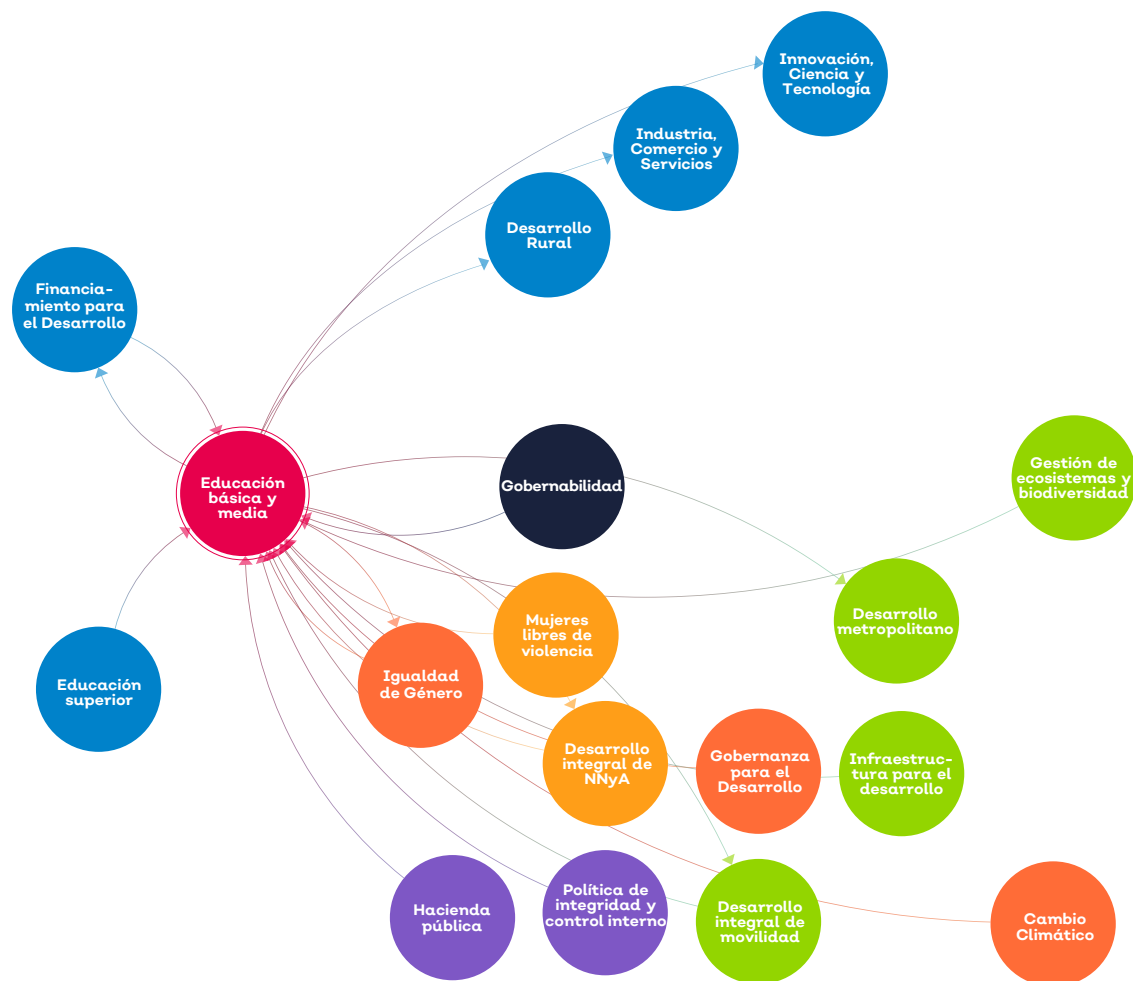 Innovación,
Ciencia y
Tecnología
Industria,
Comercio y
Servicios
Desarrollo
Rural
Financia-
miento para
el Desarrollo
Educación
básica y
media
Gobernabilidad
Gestión de
ecosistemas y
biodiversidad
Desarrollo
metropolitano
Mujeres
libres de
violencia
Igualdad
de Género
Educación
superior
Desarrollo
integral de
NNyA
Gobernanza
para el
Desarrollo
Infraestruc-
tura para el
desarrollo
Hacienda
pública
Política de
integridad y
control interno
Desarrollo
integral de
movilidad
Cambio
Climático